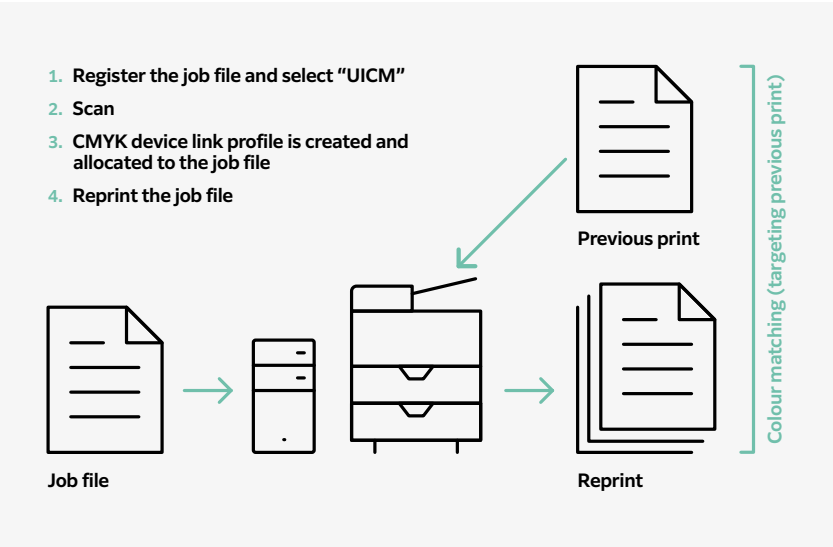 1. Register the job file and select “UICM”
2. Scan
3. CMYK device link profile is created and
allocated to the job file
4. Reprint the job file
Previous print
Colour matching (targeting previous print)
Job file
Reprint